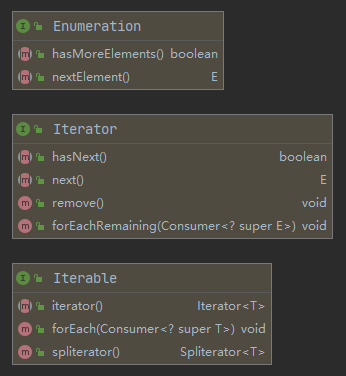 I Enumeration
m hasMoreElements() boolean
m nextElement() E
I Iterator
m hasNext() boolean
m next() E
m remove() void
m forEachRemaining(Consumer<? super E>) void
I Iterable
m iterator() Iterator<T>
m forEach(Consumer<? super T>) void
m spliterator() Spliterator<T>